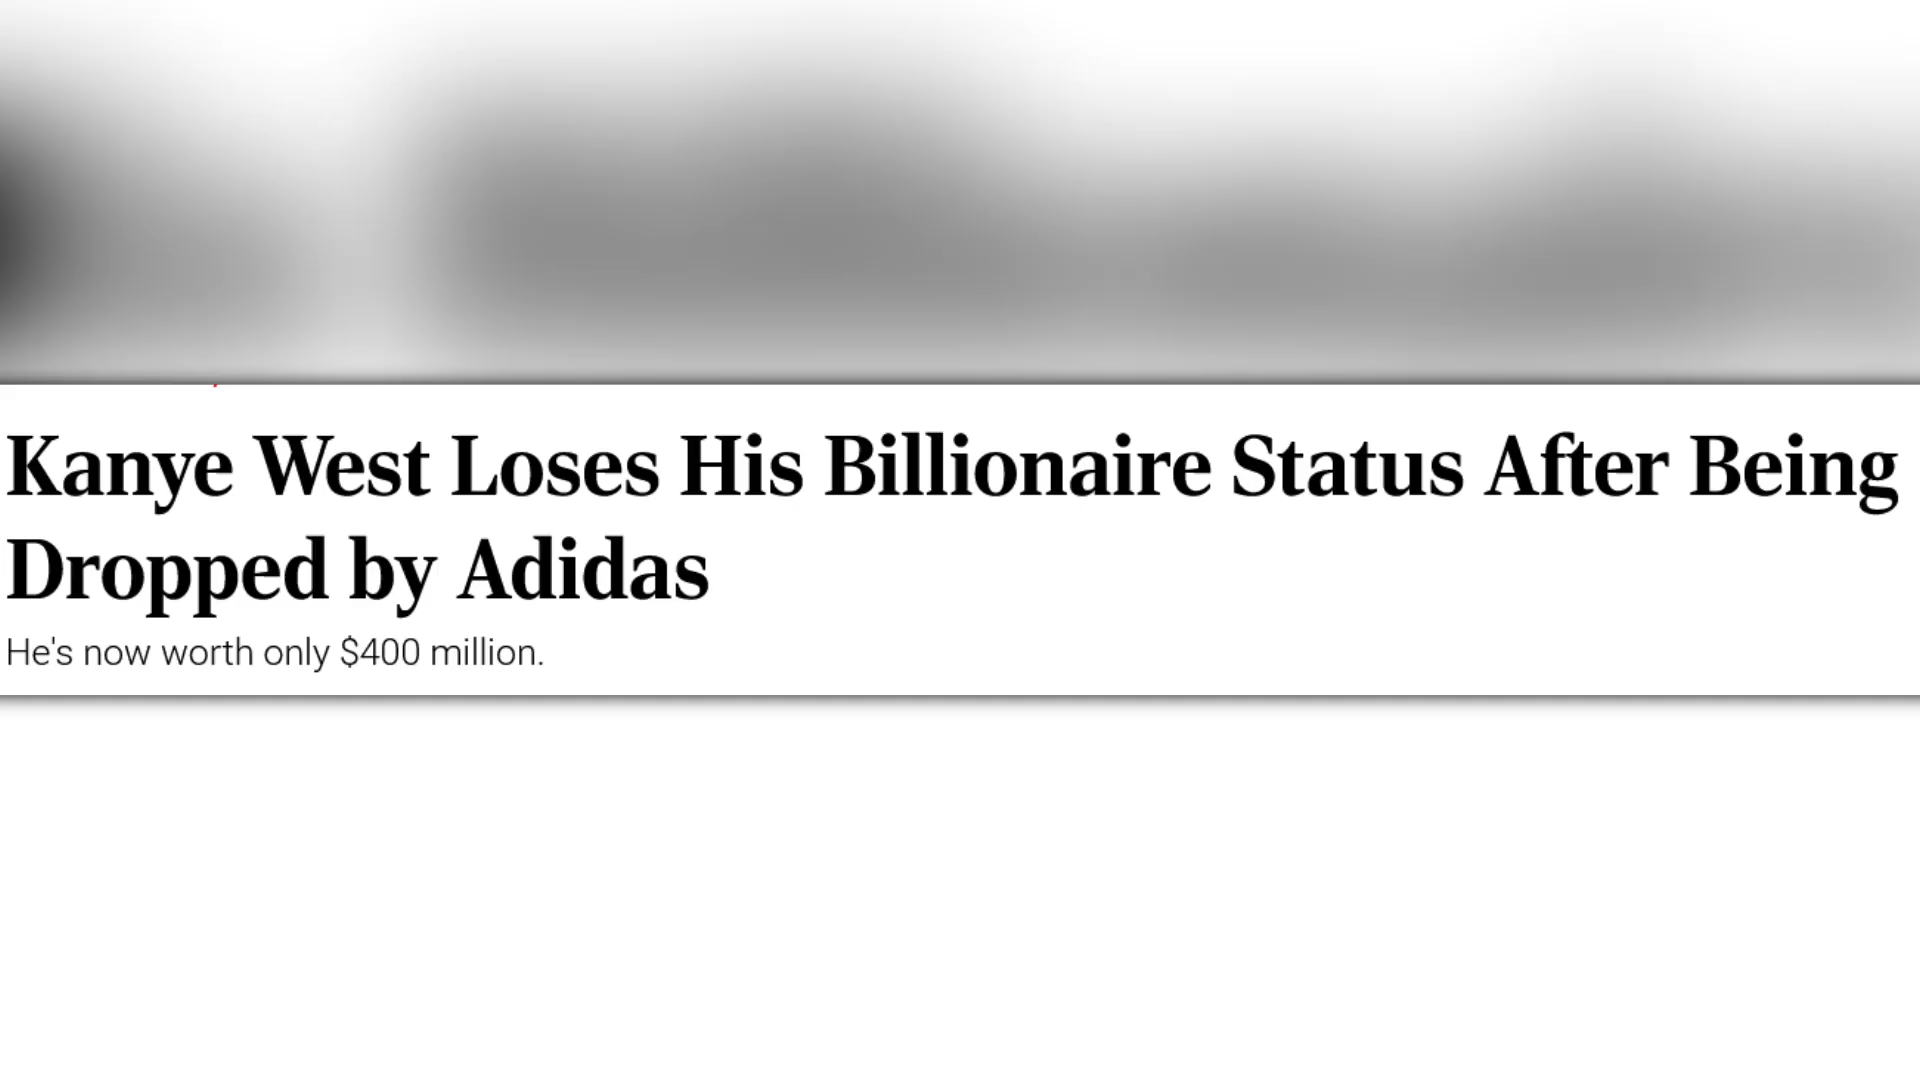 Kanye West Loses His Billionaire Status After Being
Dropped by Adidas
He's now worth only $400 million.